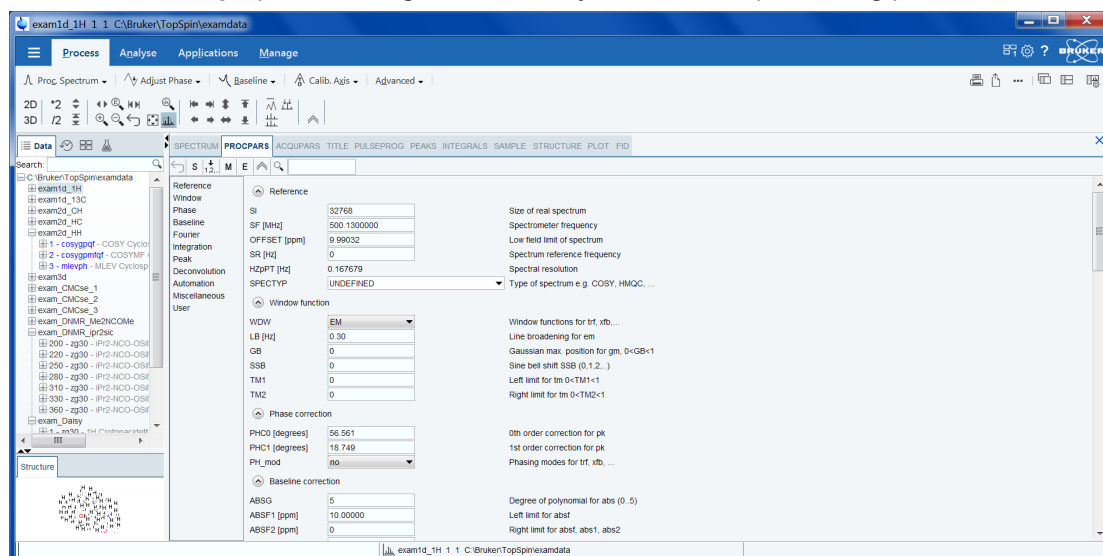 exam1d_1H 1 1 C:\Bruker\TopSpin\examdata
Process Analyse Applications Manage
? BRUKER
Proc. Spectrum Adjust Phase Baseline Calib. Axis Advanced
2D *2
3D /2
Data
SPECTRUM PROCPARS ACQUPARS TITLE PULSEPROG PEAKS INTEGRALS SAMPLE STRUCTURE PLOT FID
Search:
S 1,2,.. M E
C:\Bruker\TopSpin\examdata
exam1d_1H
exam1d_13C
exam2d_CH
exam2d_HC
exam2d_HH
1 - cosygpqf - COSY Cyclo
2 - cosygpmfqf - COSYMF
3 - mlevph - MLEV Cyclosp
exam3d
exam_CMCse_1
exam_CMCse_2
exam_CMCse_3
exam_DNMR_Me2NCOMe
exam_DNMR_ipr2sic
200 - zg30 - iPr2-NCO-OSi
220 - zg30 - iPr2-NCO-OSi
250 - zg30 - iPr2-NCO-OSi
280 - zg30 - iPr2-NCO-OSi
310 - zg30 - iPr2-NCO-OSi
330 - zg30 - iPr2-NCO-OSi
360 - zg30 - iPr2-NCO-OSi
exam_Daisy
1 - zg30 - 1H
Structure
Reference
Window
Phase
Baseline
Fourier
Integration
Peak
Deconvolution
Automation
Miscellaneous
User
Reference
SI 32768 Size of real spectrum
SF [MHz] 500.1300000 Spectrometer frequency
OFFSET [ppm] 9.99032 Low field limit of spectrum
SR [Hz] 0 Spectrum reference frequency
HZpPT [Hz] 0.167679 Spectral resolution
SPECTYP UNDEFINED Type of spectrum e.g. COSY, HMQC, ...
Window function
WDW EM Window functions for trf, xfb,...
LB [Hz] 0.30 Line broadening for em
GB 0 Gaussian max. position for gm, 0<GB<1
SSB 0 Sine bell shift SSB (0,1,2,..)
TM1 0 Left limit for tm 0<TM1<1
TM2 0 Right limit for tm 0<TM2<1
Phase correction
PHC0 [degrees] 56.561 0th order correction for pk
PHC1 [degrees] 18.749 1st order correction for pk
PH_mod no Phasing modes for trf, xfb, ...
Baseline correction
ABSG 5 Degree of polynomial for abs (0..5)
ABSF1 [ppm] 10.00000 Left limit for absf
ABSF2 [ppm] 0 Right limit for absf, abs1, abs2
exam1d_1H 1 1 C:\Bruker\TopSpin\examdata